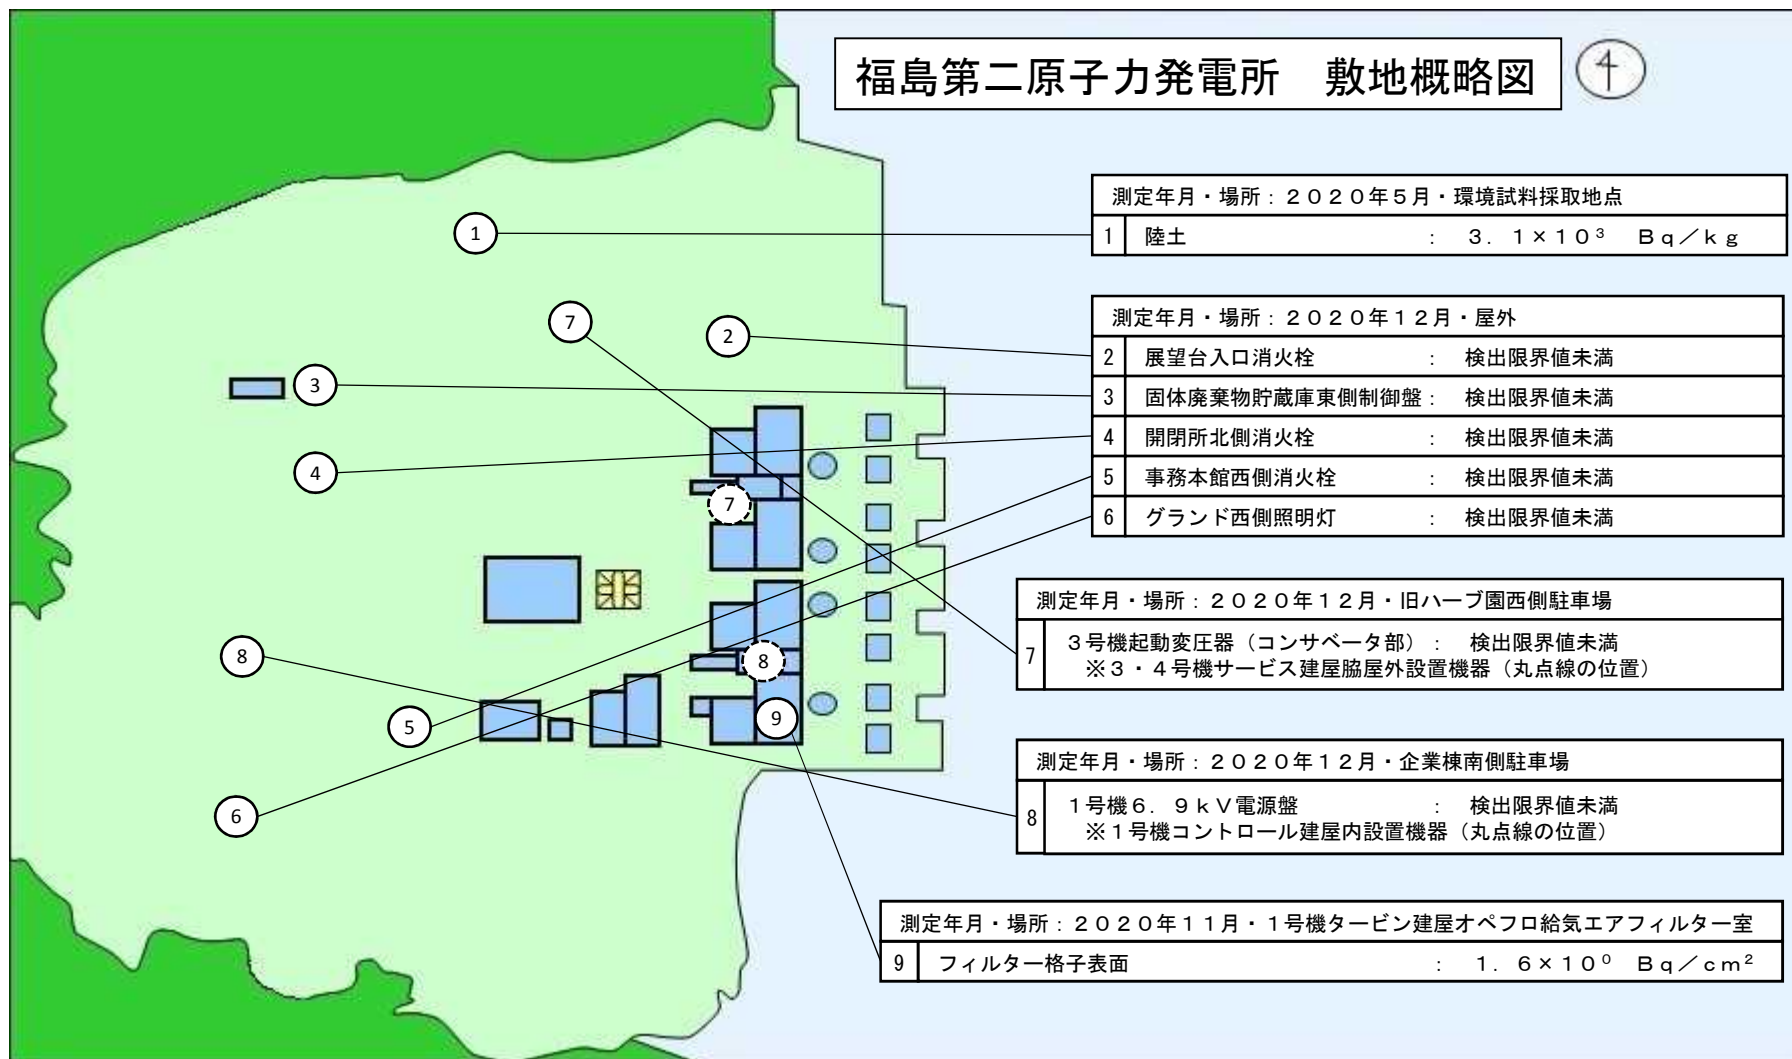 福島第二原子力発電所　敷地概略図
測定年月・場所：２０２０年５月・環境試料採取地点
1 陸土 ： ３．１×１０³ Ｂｑ／ｋｇ
測定年月・場所：２０２０年１２月・屋外
2 展望台入口消火栓 ： 検出限界値未満
3 固体廃棄物貯蔵庫東側制御盤： 検出限界値未満
4 開閉所北側消火栓 ： 検出限界値未満
5 事務本館西側消火栓 ： 検出限界値未満
6 グランド西側照明灯 ： 検出限界値未満
測定年月・場所：２０２０年１２月・旧ハーブ園西側駐車場
7 ３号機起動変圧器（コンサベータ部）： 検出限界値未満
※３・４号機サービス建屋脇屋外設置機器（丸点線の位置）
測定年月・場所：２０２０年１２月・企業棟南側駐車場
8 １号機６．９ｋＶ電源盤 ： 検出限界値未満
※１号機コントロール建屋内設置機器（丸点線の位置）
測定年月・場所：２０２０年１１月・１号機タービン建屋オペフロ給気エアフィルター室
9 フィルター格子表面 ： １．６×１０⁰ Ｂｑ／ｃｍ²
1
7
2
3
4
7
8
8
5
9
6